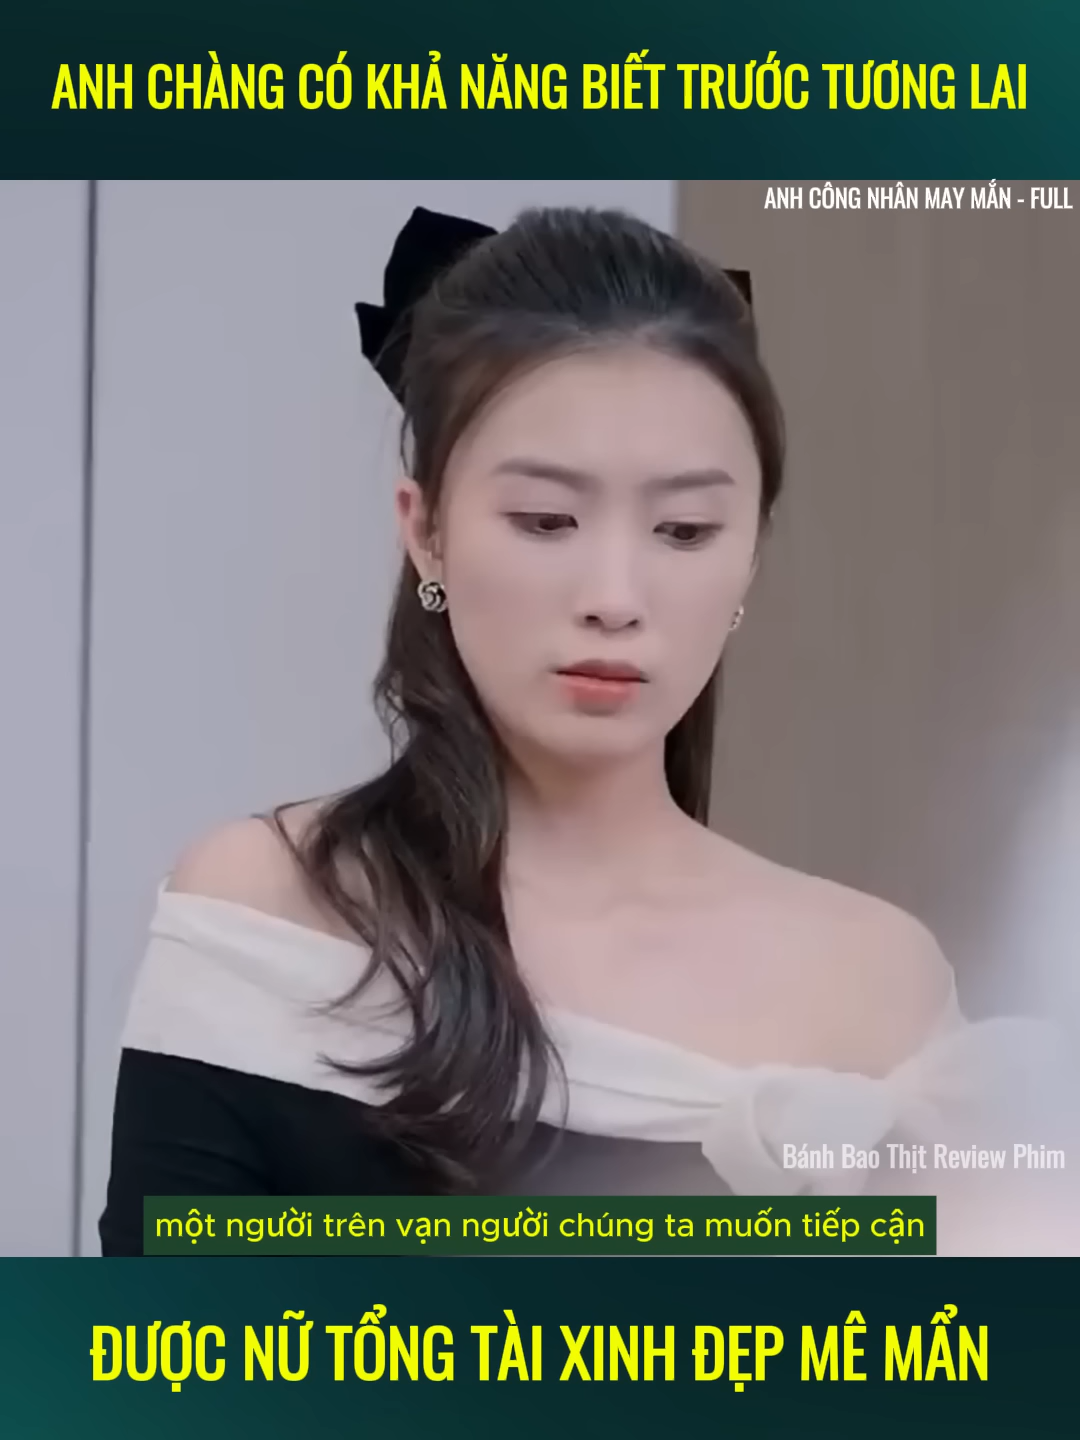 ANH CHÀNG CÓ KHẢ NĂNG BIẾT TRƯỚC TƯƠNG LAI
ANH CÔNG NHÂN MAY MẮN - FULL
Bánh Bao Thịt Review Phim
một người trên vạn người chúng ta muốn tiếp cận
ĐƯỢC NỮ TỔNG TÀI XINH ĐẸP MÊ MẨN